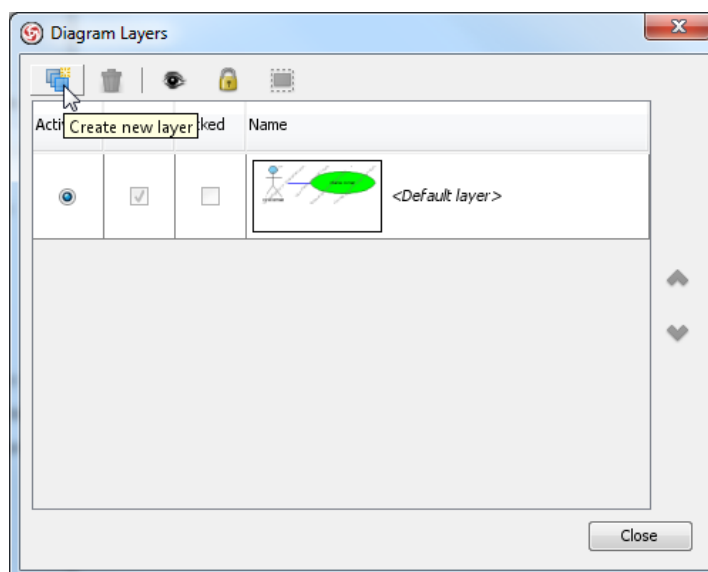 Diagram Layers
Acti
Create new layer
ked
Name
<Default layer>
Close